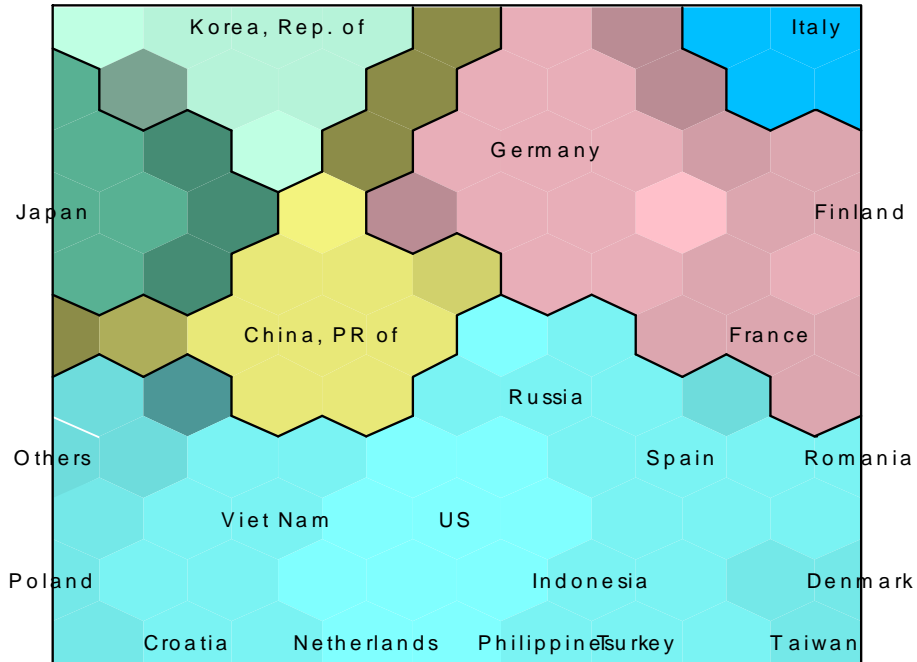 Korea, Rep. of Italy
Germany
Japan Finland
China, PR of France
Russia
Others Spain Romania
Viet Nam US
Poland Indonesia Denmark
Croatia Netherlands Philippines Turkey Taiwan